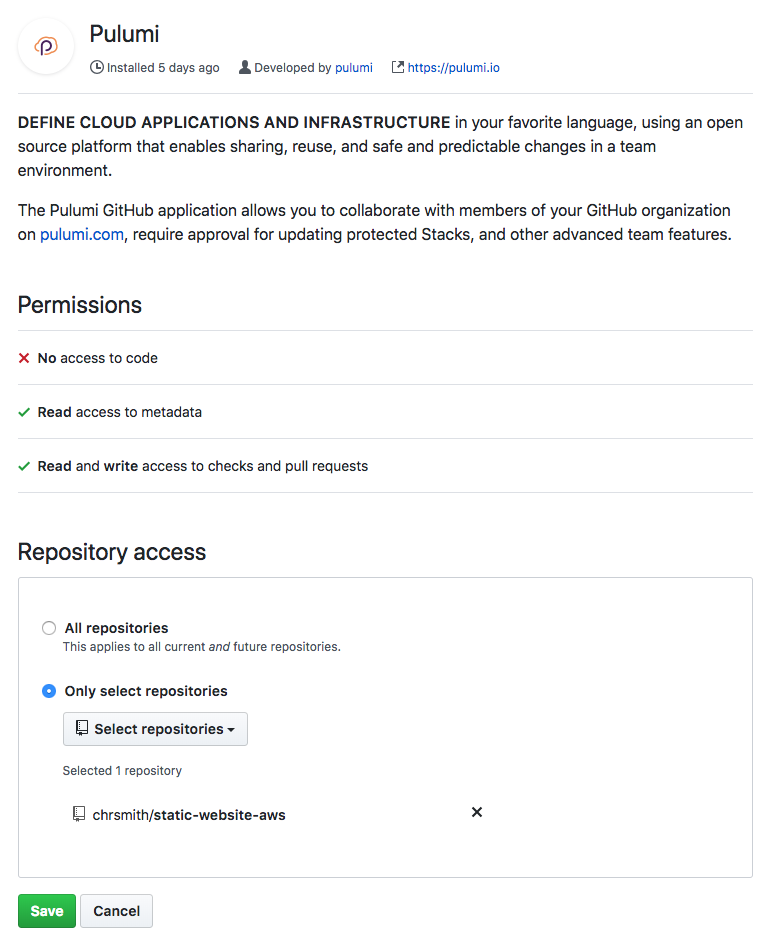 Pulumi
Installed 5 days ago Developed by pulumi https://pulumi.io
DEFINE CLOUD APPLICATIONS AND INFRASTRUCTURE in your favorite language, using an open
source platform that enables sharing, reuse, and safe and predictable changes in a team
environment.
The Pulumi GitHub application allows you to collaborate with members of your GitHub organization
on pulumi.com, require approval for updating protected Stacks, and other advanced team features.
Permissions
No access to code
Read access to metadata
Read and write access to checks and pull requests
Repository access
All repositories
This applies to all current and future repositories.
Only select repositories
Select repositories
Selected 1 repository
chrsmith/static-website-aws
Save Cancel